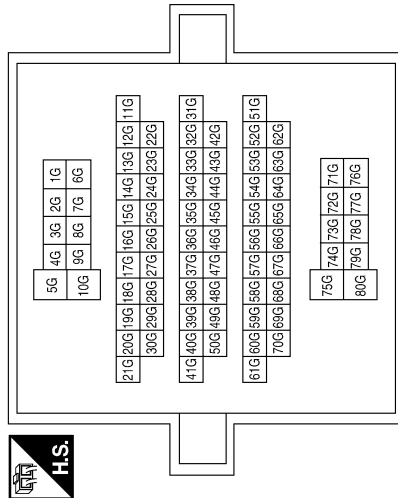 5G 4G 3G 2G 1G
10G 9G 8G 7G 6G
21G 20G 19G 18G 17G 16G 15G 14G 13G 12G 11G
30G 29G 28G 27G 26G 25G 24G 23G 22G
41G 40G 39G 38G 37G 36G 35G 34G 33G 32G 31G
50G 49G 48G 47G 46G 45G 44G 43G 42G
61G 60G 59G 58G 57G 56G 55G 54G 53G 52G 51G
70G 69G 68G 67G 66G 65G 64G 63G 62G
75G 74G 73G 72G 71G
80G 79G 78G 77G 76G
H.S.